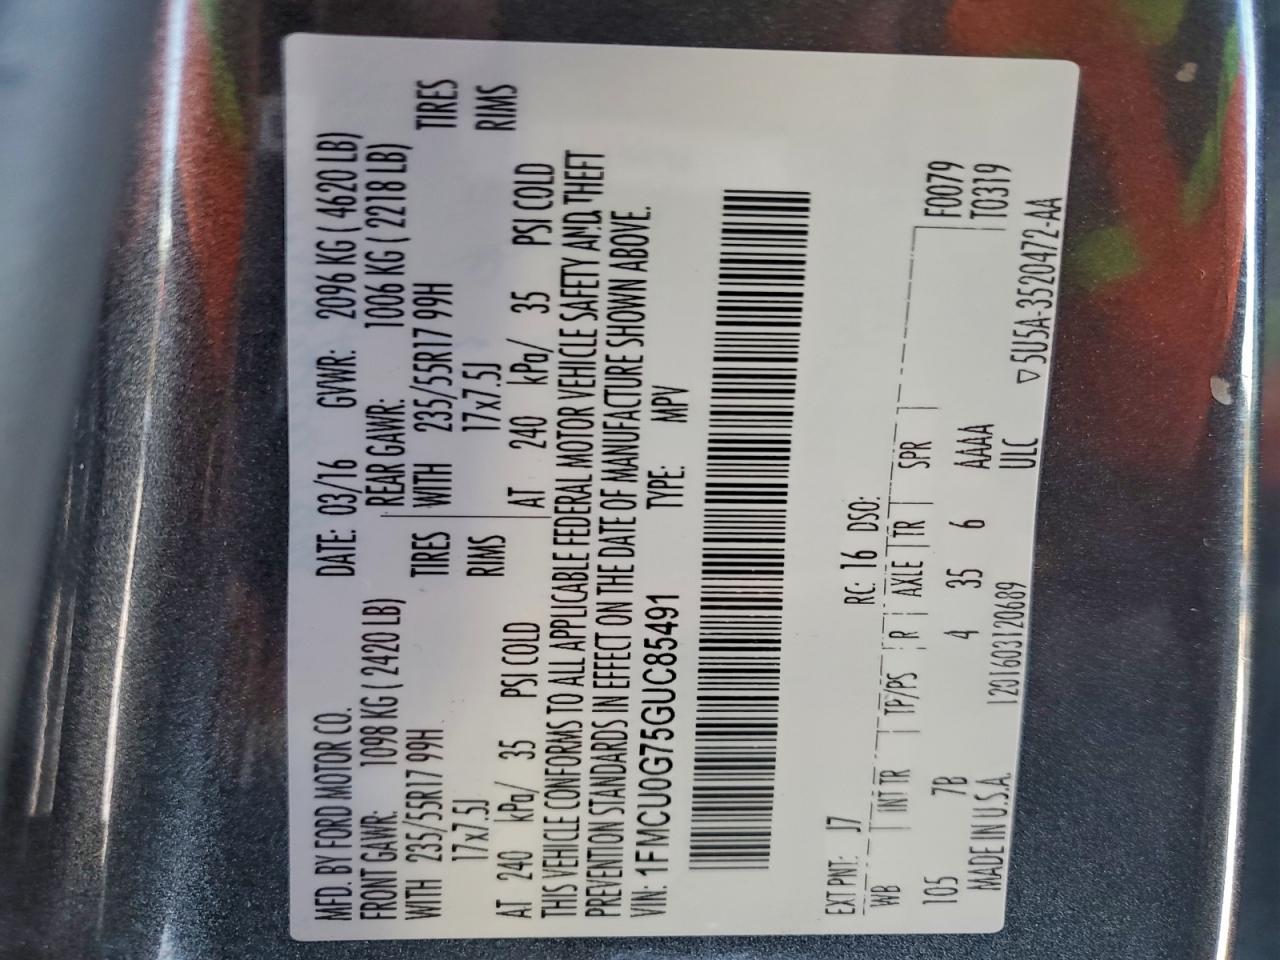 MFD. BY FORD MOTOR CO. DATE: 03/16 GVWR: 2096 KG ( 4620 LB)
FRONT GAWR: 1098 KG ( 2420 LB) REAR GAWR: 1006 KG ( 2218 LB)
WITH 235/55R17 99H TIRES WITH 235/55R17 99H TIRES
17x7.5J RIMS 17x7.5J RIMS
AT 240 kPa/ 35 PSI COLD AT 240 kPa/ 35 PSI COLD
THIS VEHICLE CONFORMS TO ALL APPLICABLE FEDERAL MOTOR VEHICLE SAFETY AND THEFT
PREVENTION STANDARDS IN EFFECT ON THE DATE OF MANUFACTURE SHOWN ABOVE.
VIN: 1FMCU0G75GUC85491 TYPE: MPV
EXT PNT: J7 RC: 16 DSO:
WB INT TR TP/PS R AXLE TR SPR F0079
105 7B 4 35 6 AAAA T0319
MADE IN U.S.A. 1201603120689 ULC ▽5U5A-3520472-AA